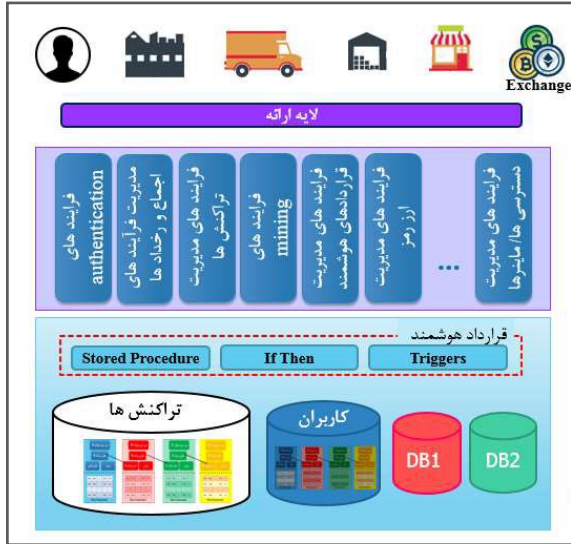 Exchange
لایه ارائه
فرایند های
authentication
مدیریت فرآیند های
اجماع و رخداد ها
فرایند های مدیریت
تراکنش ها
فرایند های
mining
فرایند های مدیریت
قراردادهای هوشمند
فرایند های مدیریت
ارز رمز
...
فرایند های مدیریت
دسترسی ها/ماینرها
قرارداد هوشمند
Stored Procedure
If Then
Triggers
تراکنش ها
کاربران
DB1
DB2